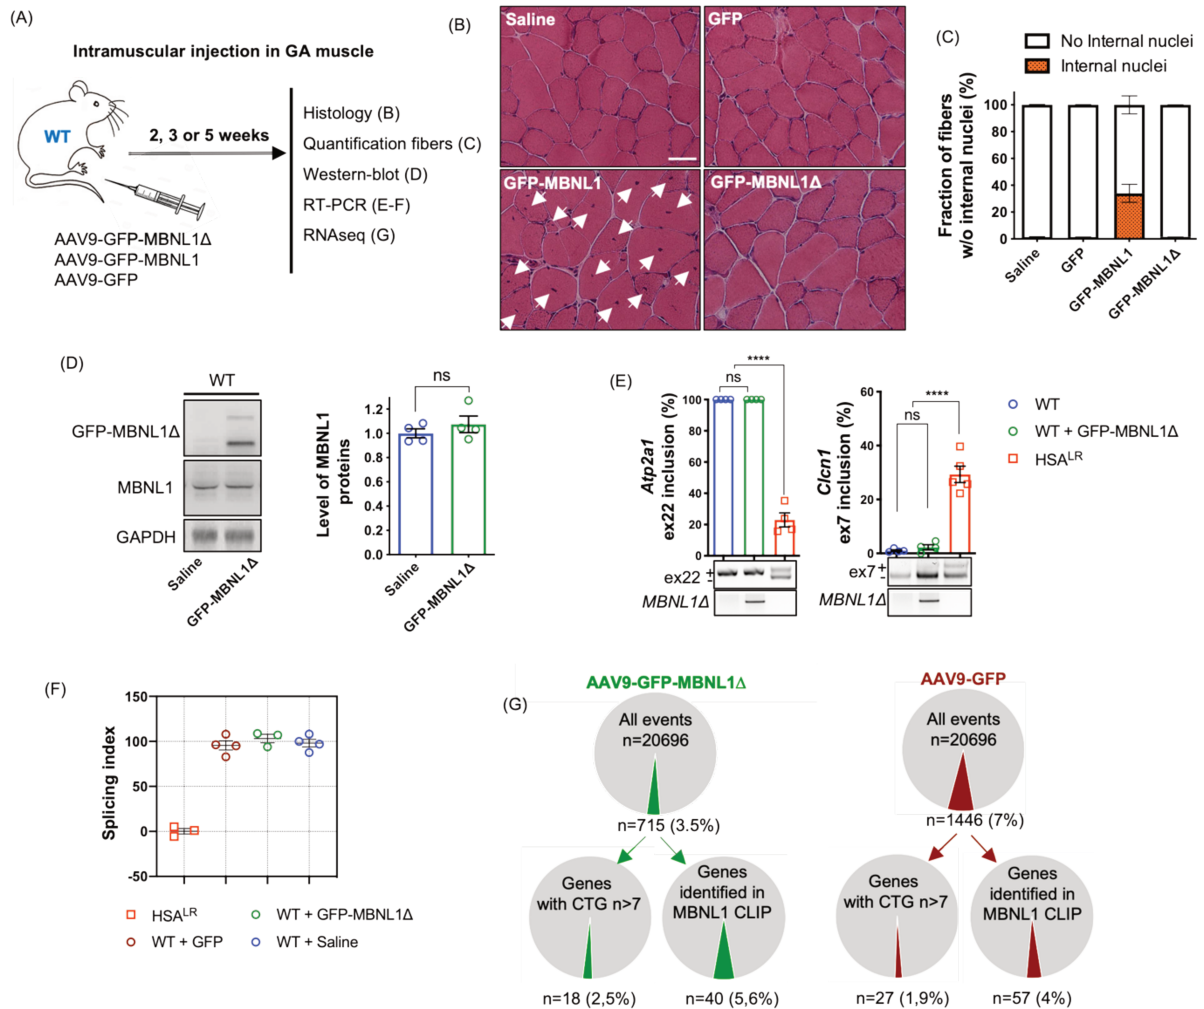 (A)
Intramuscular injection in GA muscle
WT
2, 3 or 5 weeks
AAV9-GFP-MBNL1Δ
AAV9-GFP-MBNL1
AAV9-GFP
Histology (B)
Quantification fibers (C)
Western-blot (D)
RT-PCR (E-F)
RNAseq (G)
(B)
Saline
GFP
GFP-MBNL1
GFP-MBNL1Δ
(C)
No Internal nuclei
Internal nuclei
Fraction of fibers
w/o internal nuclei (%)
100
80
60
40
20
0
Saline
GFP
GFP-MBNL1
GFP-MBNL1Δ
(D)
WT
GFP-MBNL1Δ
MBNL1
GAPDH
Saline
GFP-MBNL1Δ
Level of MBNL1
proteins
ns
1.2
1.0
0.8
0.6
0.4
0.2
0.0
Saline
GFP-MBNL1Δ
(E)
Atp2a1
ex22 inclusion (%)
****
ns
100
80
60
40
20
0
ex22 +
-
MBNL1Δ
Clcn1
ex7 inclusion (%)
****
ns
60
40
20
0
ex7 +
-
MBNL1Δ
WT
WT + GFP-MBNL1Δ
HSALR
(F)
Splicing index
150
100
50
0
-50
HSALR
WT + GFP
WT + GFP-MBNL1Δ
WT + Saline
(G)
AAV9-GFP-MBNL1Δ
All events
n=20696
n=715 (3.5%)
Genes
with CTG n>7
n=18 (2,5%)
Genes
identified in
MBNL1 CLIP
n=40 (5,6%)
AAV9-GFP
All events
n=20696
n=1446 (7%)
Genes
with CTG n>7
n=27 (1,9%)
Genes
identified in
MBNL1 CLIP
n=57 (4%)